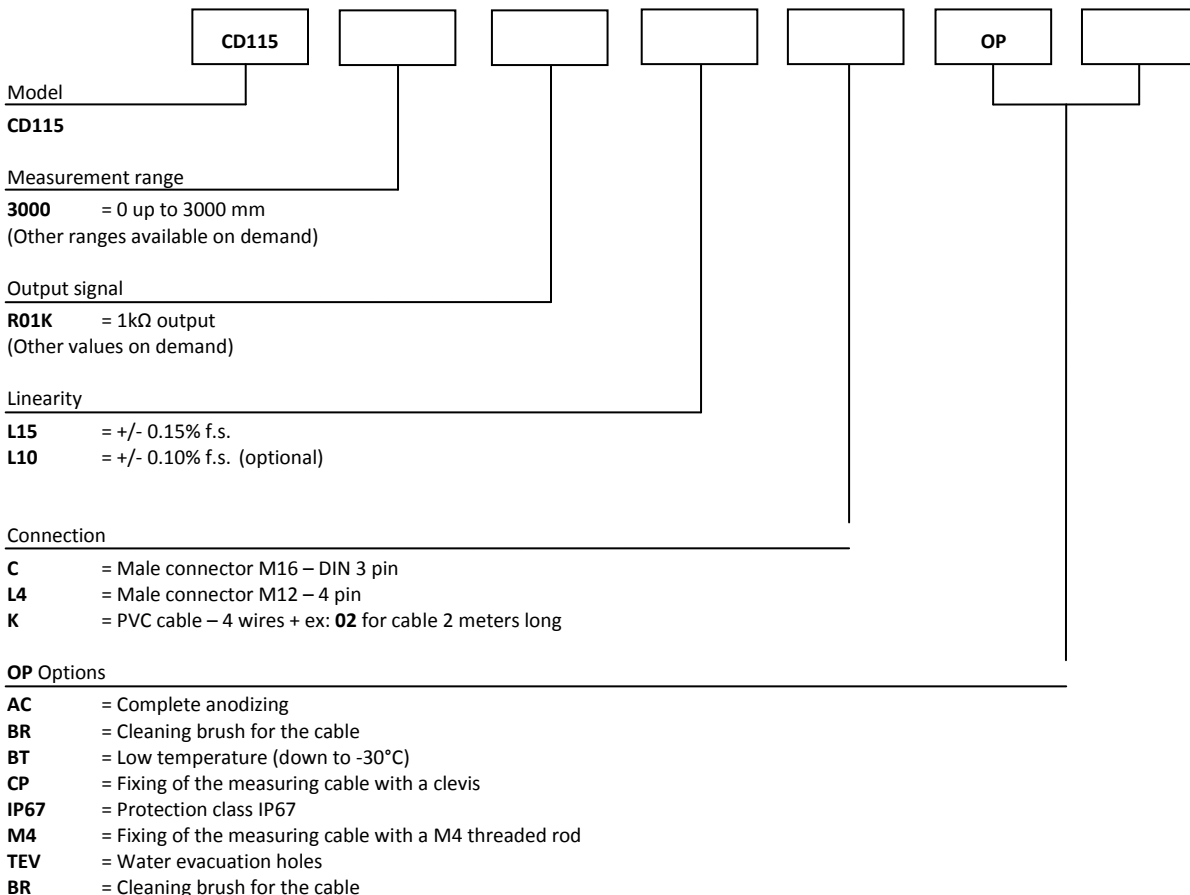 CD115 OP
Model
CD115
Measurement range
3000 = 0 up to 3000 mm
(Other ranges available on demand)
Output signal
R01K = 1kΩ output
(Other values on demand)
Linearity
L15 = +/- 0.15% f.s.
L10 = +/- 0.10% f.s. (optional)
Connection
C = Male connector M16 – DIN 3 pin
L4 = Male connector M12 – 4 pin
K = PVC cable – 4 wires + ex: 02 for cable 2 meters long
OP Options
AC = Complete anodizing
BR = Cleaning brush for the cable
BT = Low temperature (down to -30°C)
CP = Fixing of the measuring cable with a clevis
IP67 = Protection class IP67
M4 = Fixing of the measuring cable with a M4 threaded rod
TEV = Water evacuation holes
BR = Cleaning brush for the cable